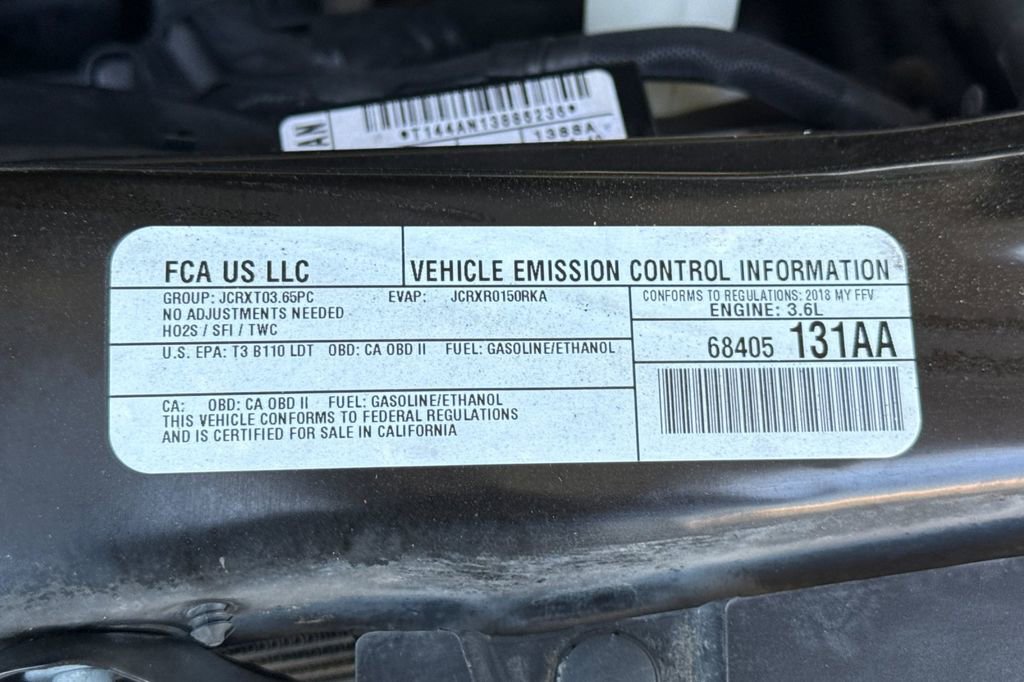 AN
*T144AN13886236*
1388A
FCA US LLC
VEHICLE EMISSION CONTROL INFORMATION
GROUP: JCRXT03.65PC EVAP: JCRXR0150RKA
NO ADJUSTMENTS NEEDED
HO2S / SFI / TWC
CONFORMS TO REGULATIONS: 2018 MY FFV
ENGINE: 3.6L
68405 131AA
U.S. EPA: T3 B110 LDT OBD: CA OBD II FUEL: GASOLINE/ETHANOL
CA: OBD: CA OBD II FUEL: GASOLINE/ETHANOL
THIS VEHICLE CONFORMS TO FEDERAL REGULATIONS
AND IS CERTIFIED FOR SALE IN CALIFORNIA